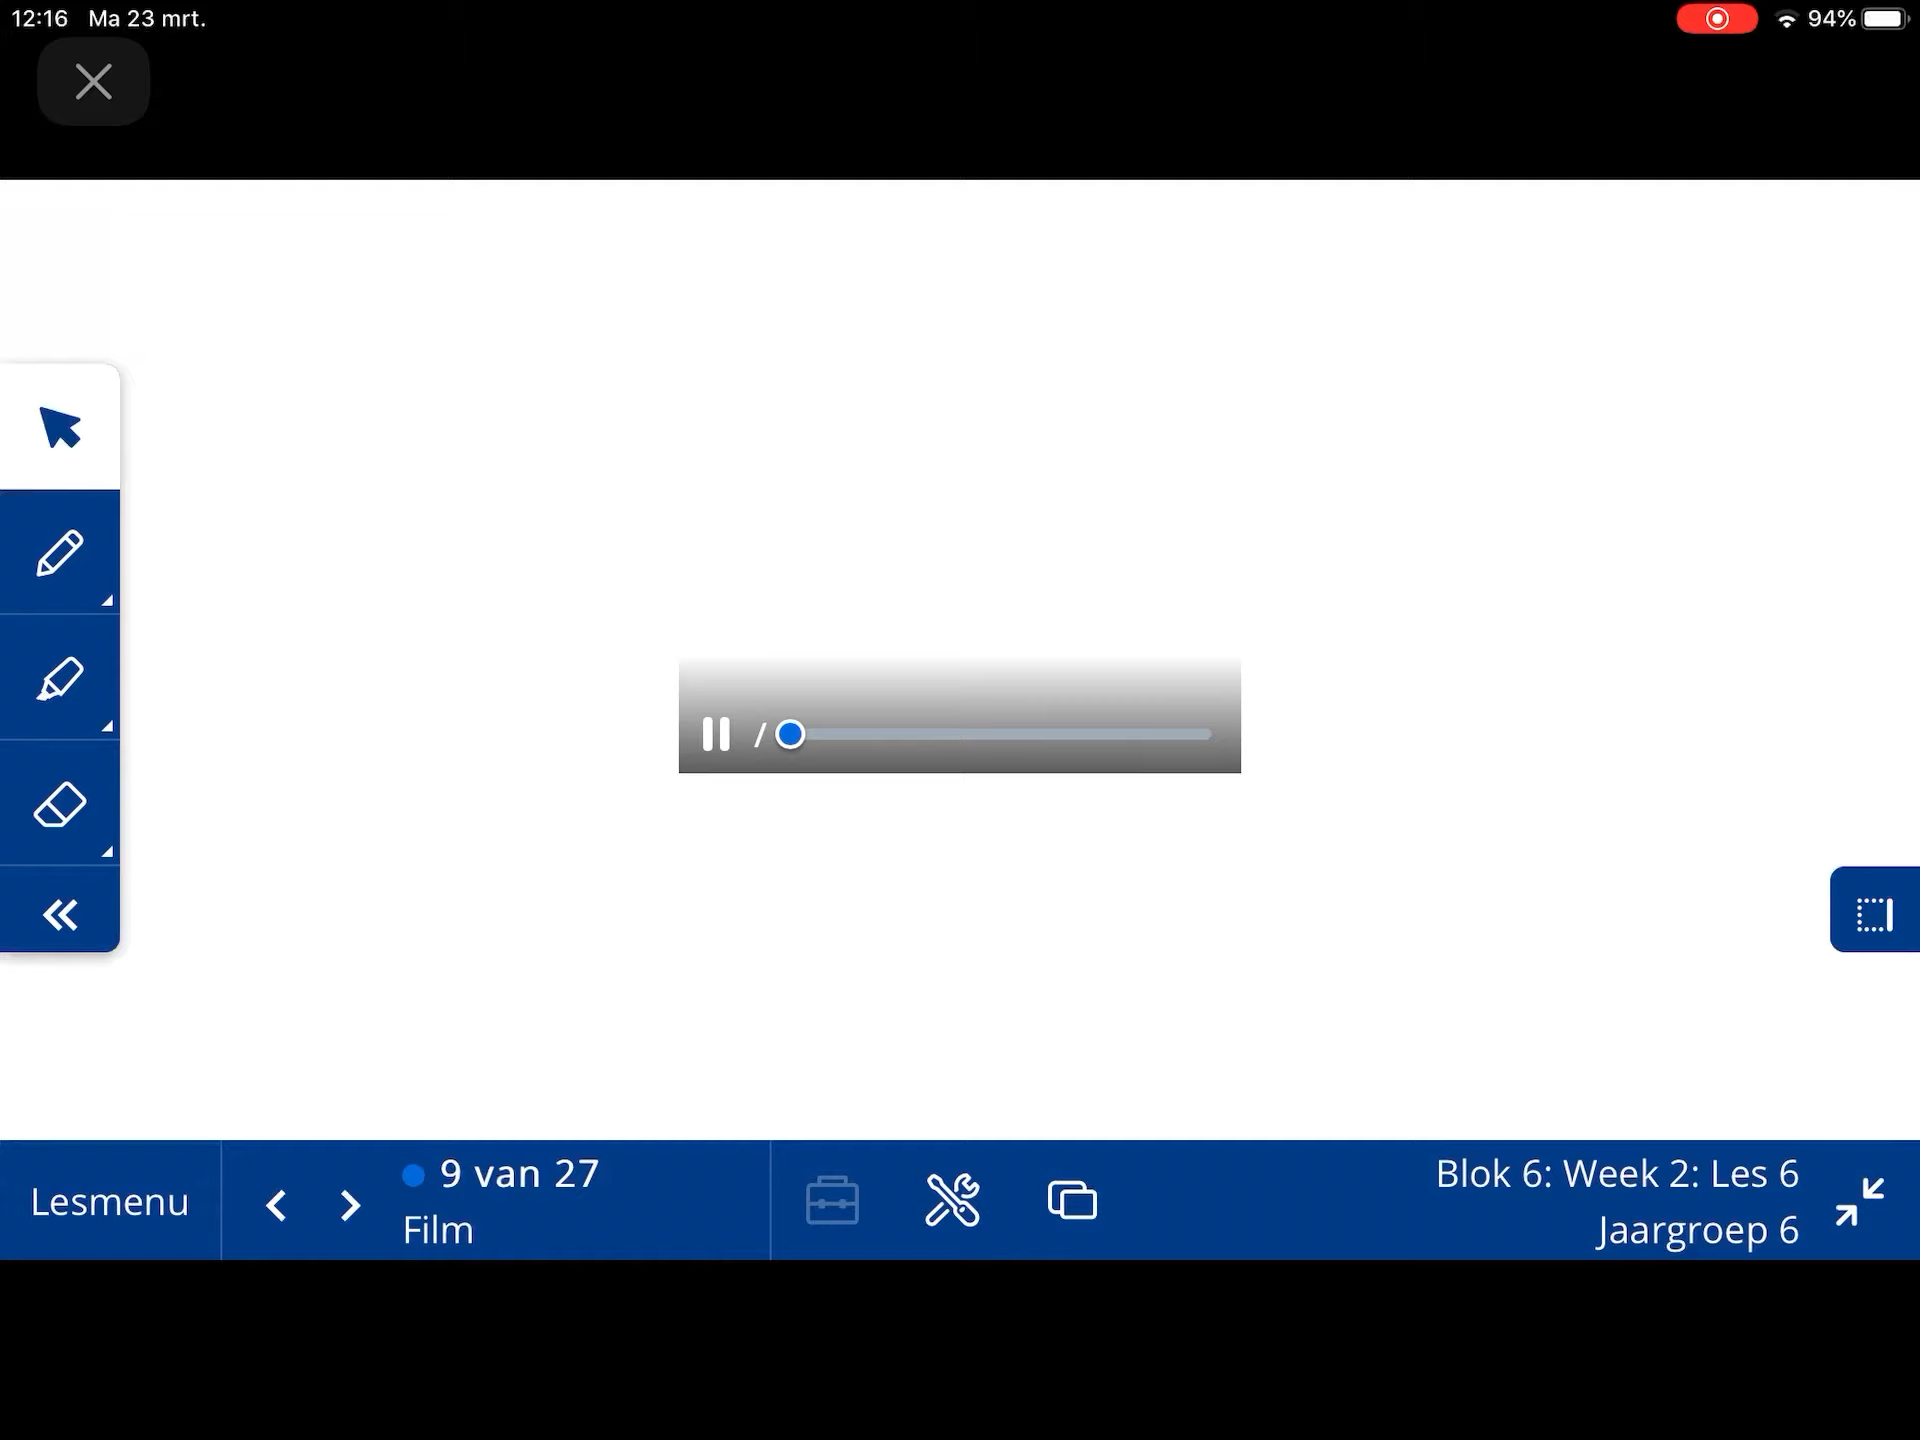 12:16 Ma 23 mrt. 94%
/
Lesmenu
9 van 27
Film
Blok 6: Week 2: Les 6
Jaargroep 6